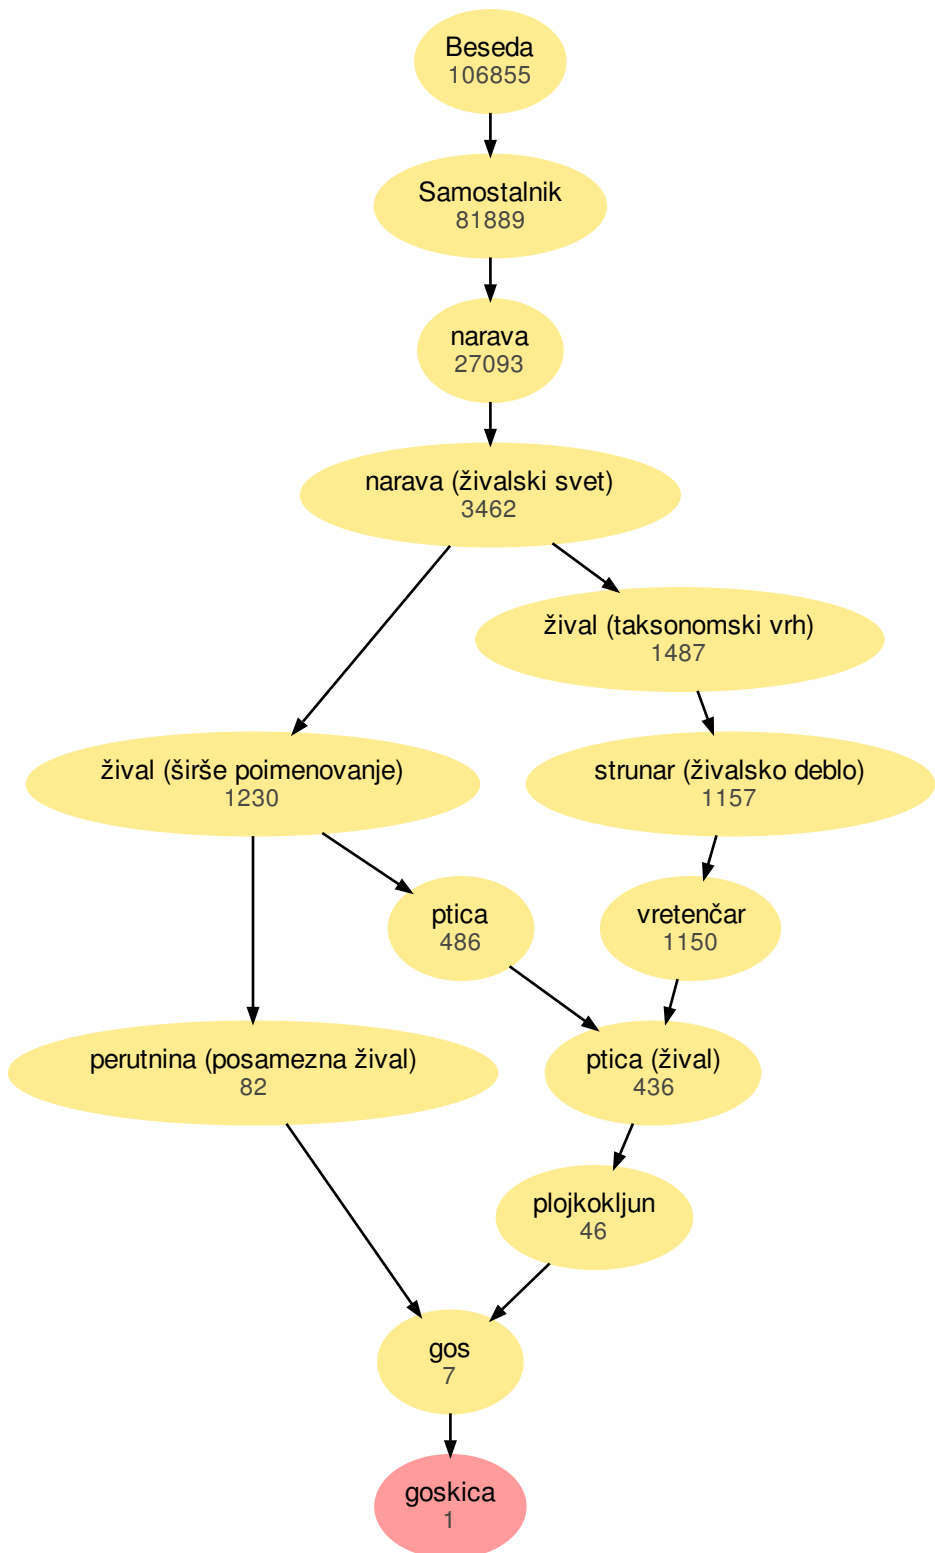 Beseda
106855
Samostalnik
81889
narava
27093
narava (živalski svet)
3462
žival (taksonomski vrh)
1487
žival (širše poimenovanje)
1230
strunar (živalsko deblo)
1157
ptica
486
vretenčar
1150
perutnina (posamezna žival)
82
ptica (žival)
436
plojkokljun
46
gos
7
goskica
1